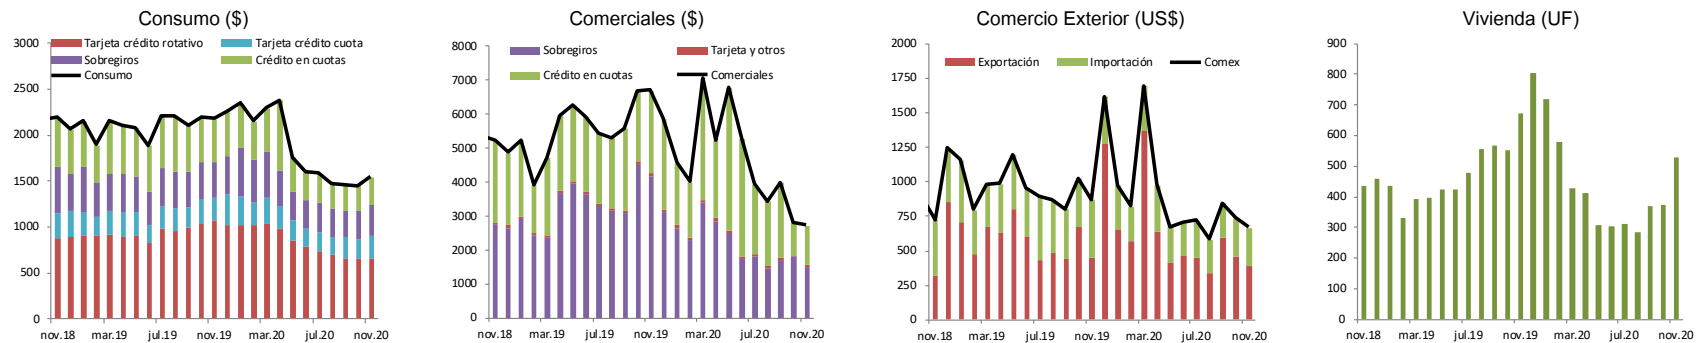 Consumo ($)
3000
2500
2000
1500
1000
500
0
Tarjeta crédito rotativo
Tarjeta crédito cuota
Sobregiros
Crédito en cuotas
Consumo
nov.18
mar.19
jul.19
nov.19
mar.20
jul.20
nov.20
Comerciales ($)
8000
7000
6000
5000
4000
3000
2000
1000
0
Sobregiros
Tarjeta y otros
Crédito en cuotas
Comerciales
nov.18
mar.19
jul.19
nov.19
mar.20
jul.20
nov.20
Comercio Exterior (US$)
2000
1750
1500
1250
1000
750
500
250
0
Exportación
Importación
Comex
nov.18
mar.19
jul.19
nov.19
mar.20
jul.20
nov.20
Vivienda (UF)
900
800
700
600
500
400
300
200
100
0
nov.18
mar.19
jul.19
nov.19
mar.20
jul.20
nov.20